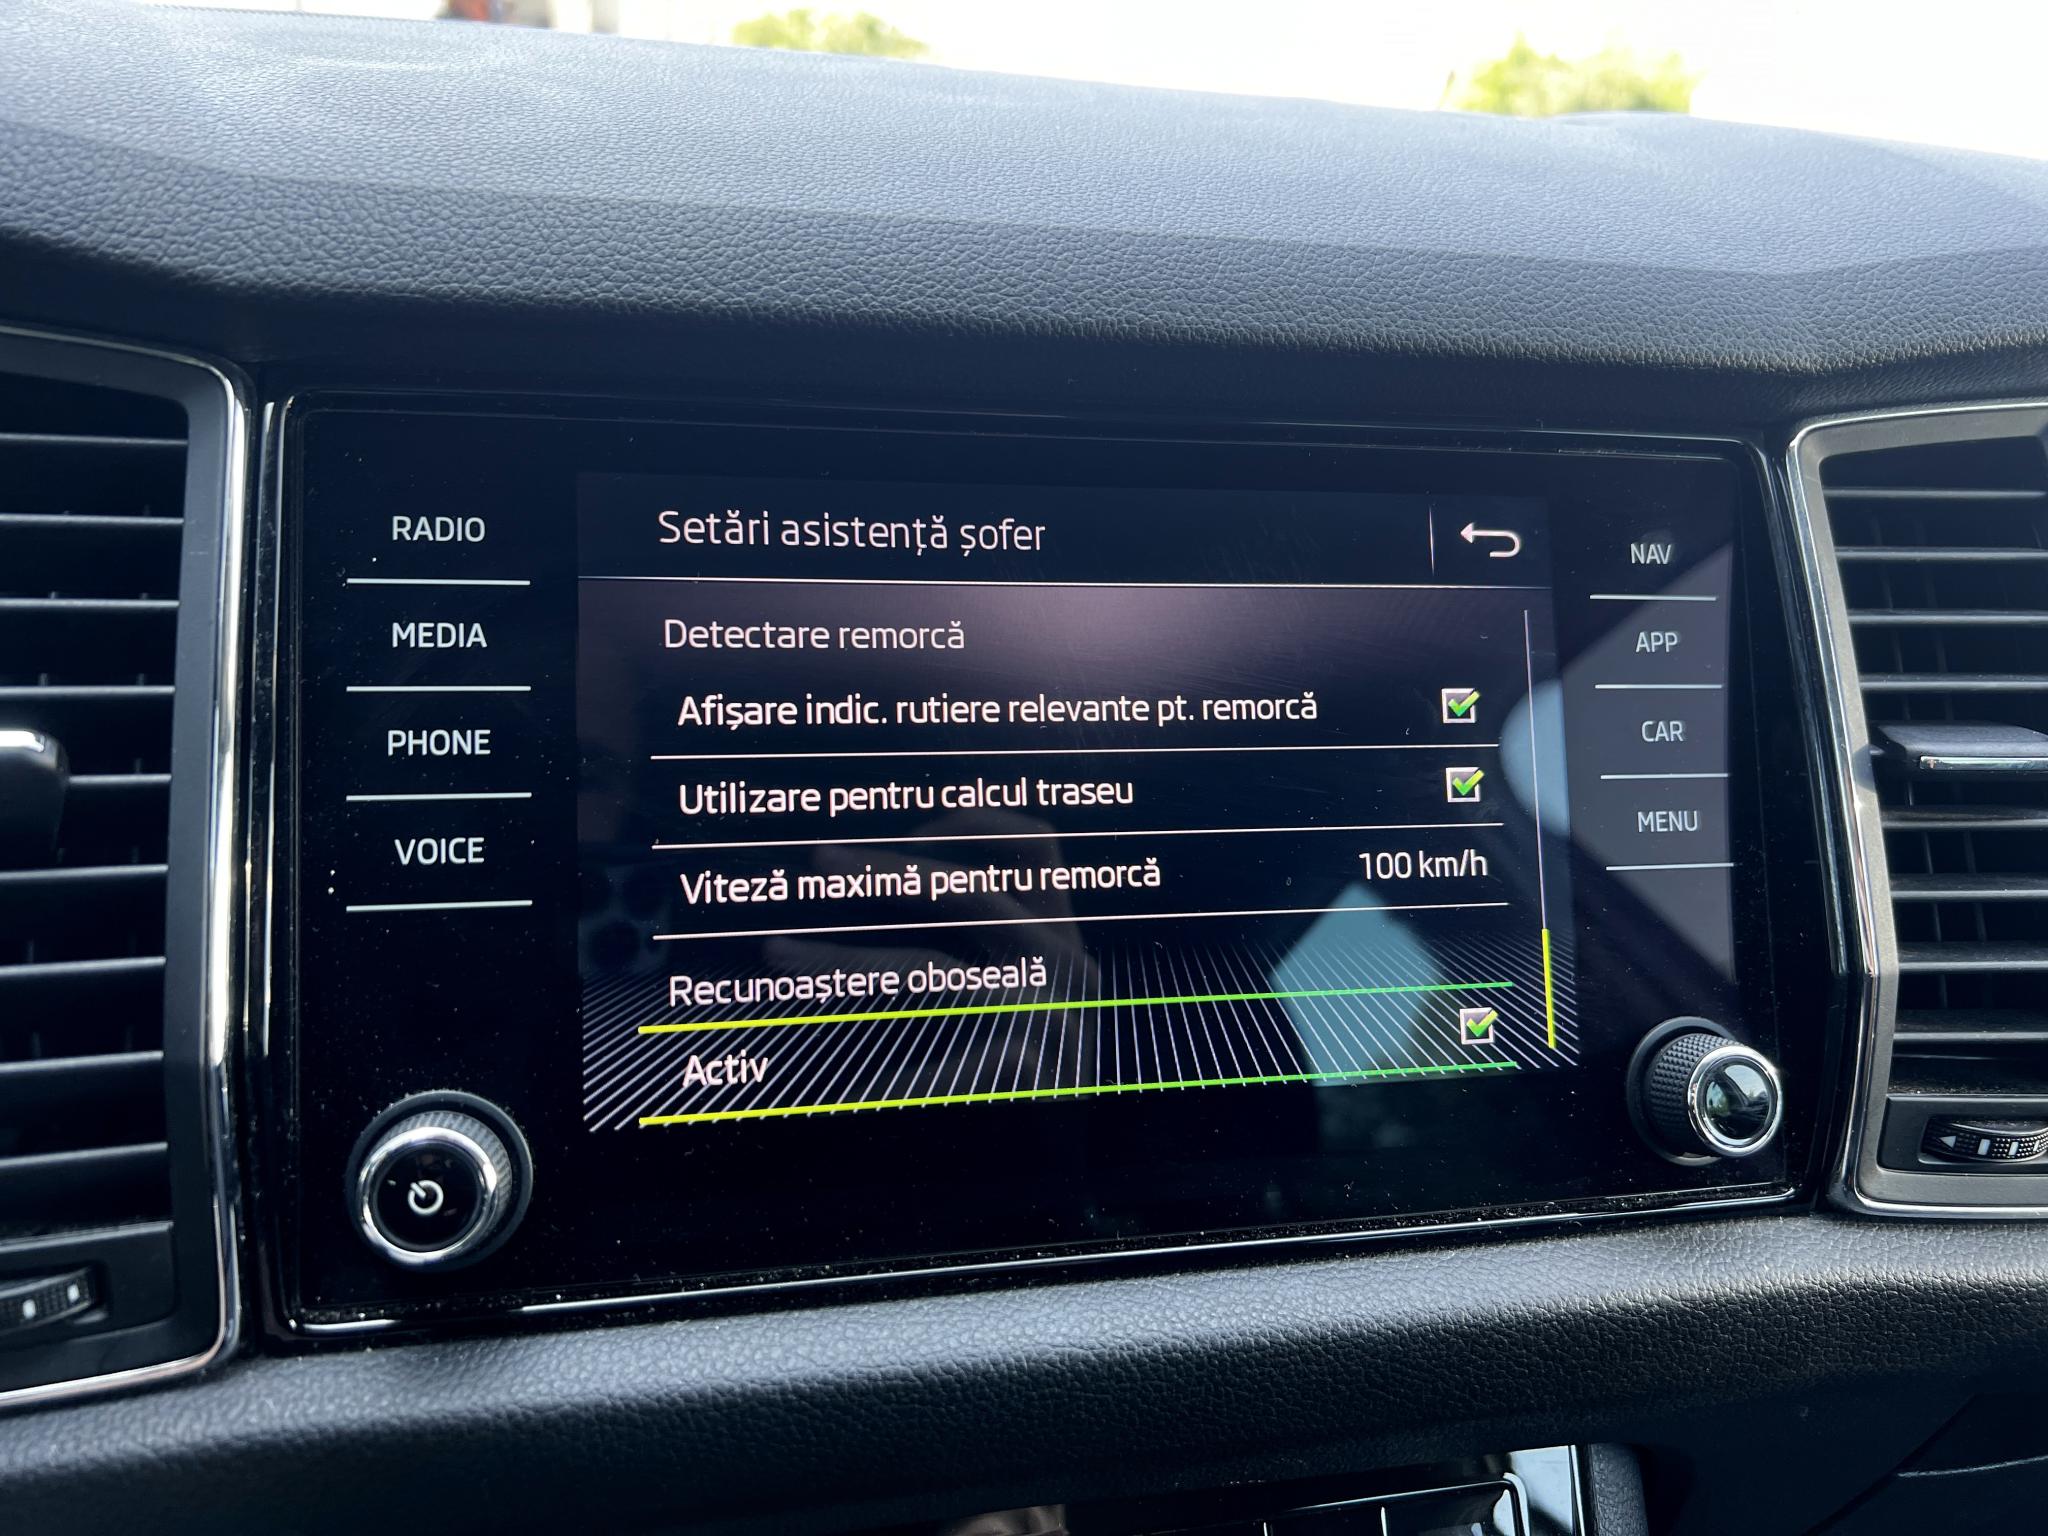 RADIO
MEDIA
PHONE
VOICE
Setări asistență șofer
Detectare remorcă
Afișare indic. rutiere relevante pt. remorcă
Utilizare pentru calcul traseu
Viteză maximă pentru remorcă 100 km/h
Recunoaștere oboseală
Activ
NAV
APP
CAR
MENU